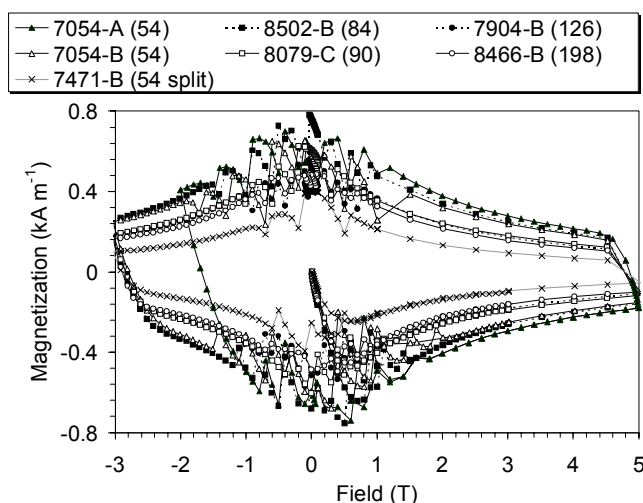 7054-A (54) 8502-B (84) 7904-B (126)
7054-B (54) 8079-C (90) 8466-B (198)
7471-B (54 split)
0.8
0.4
0
-0.4
-0.8
Magnetization (kA m⁻¹)
-3 -2 -1 0 1 2 3 4 5
Field (T)